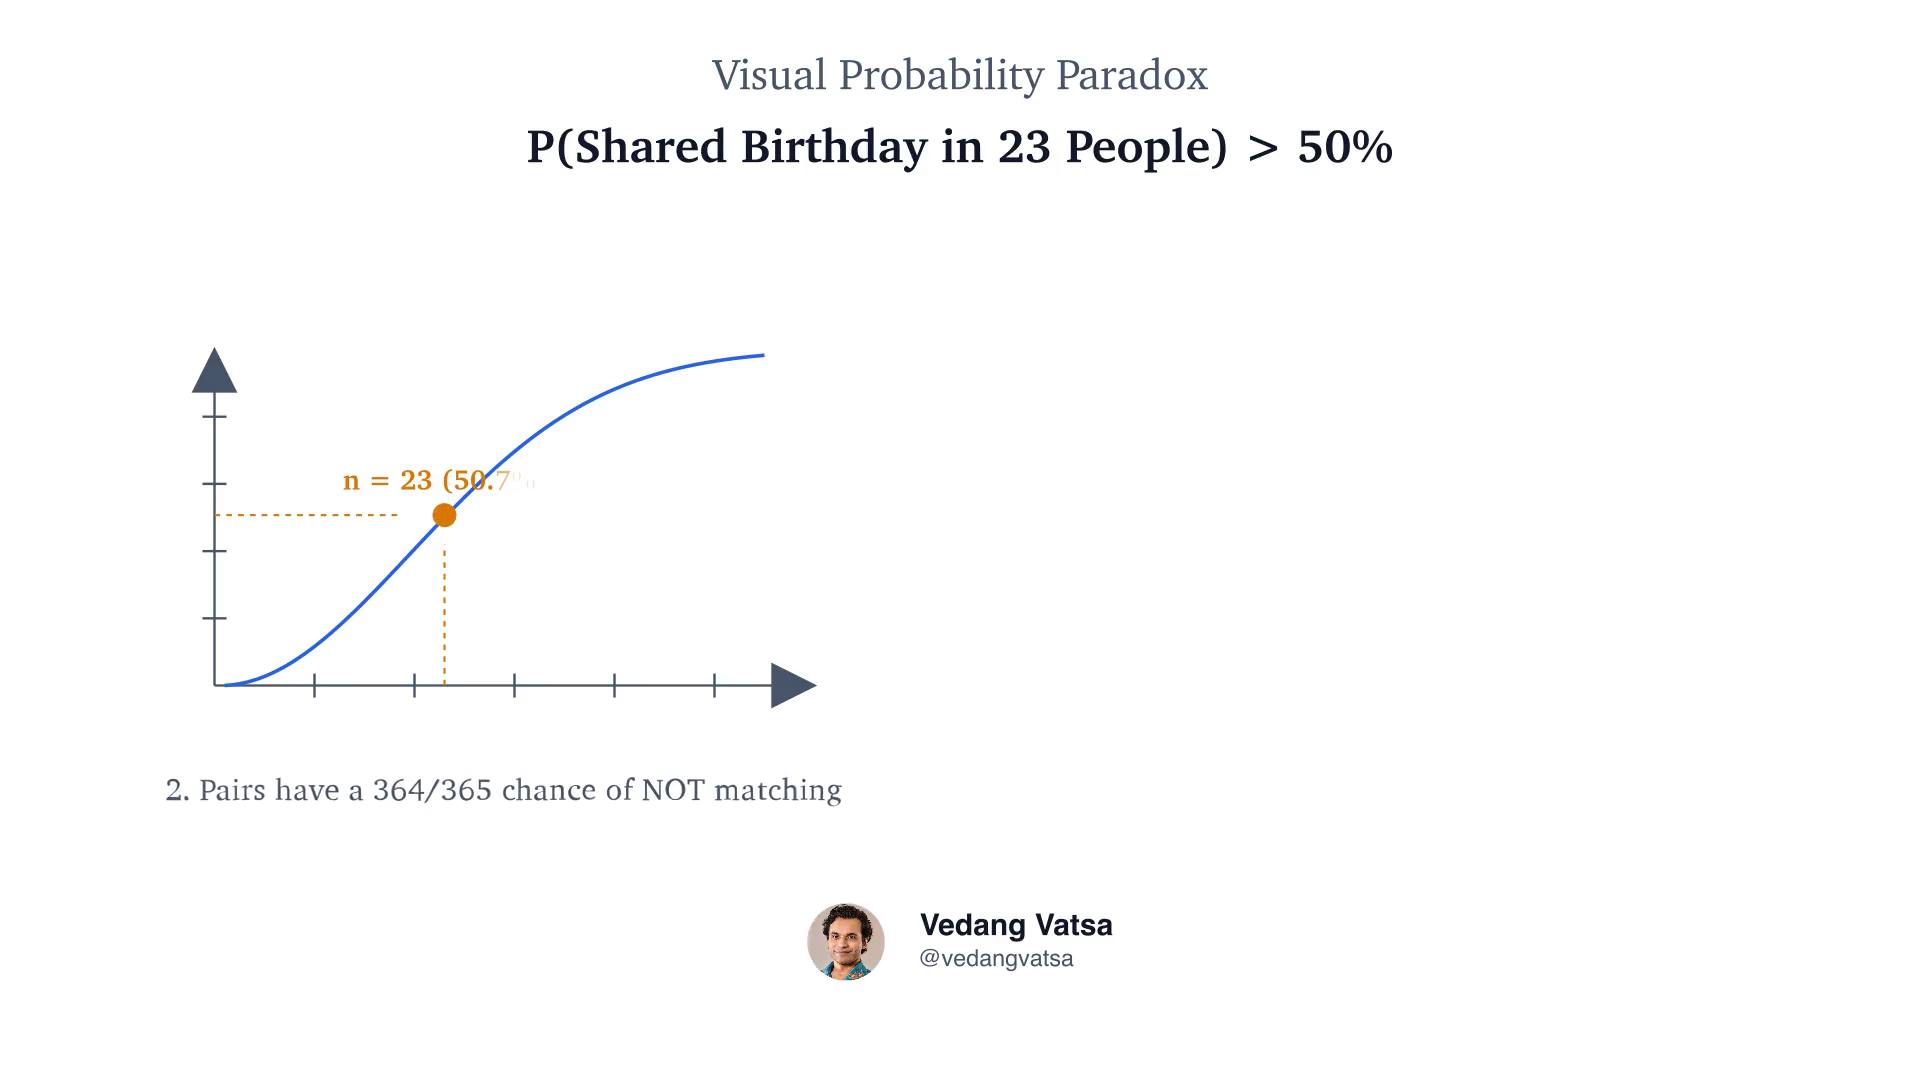 Visual Probability Paradox
P(Shared Birthday in 23 People) > 50%
n = 23 (50.7%
2. Pairs have a 364/365 chance of NOT matching
Vedang Vatsa
@vedangvatsa